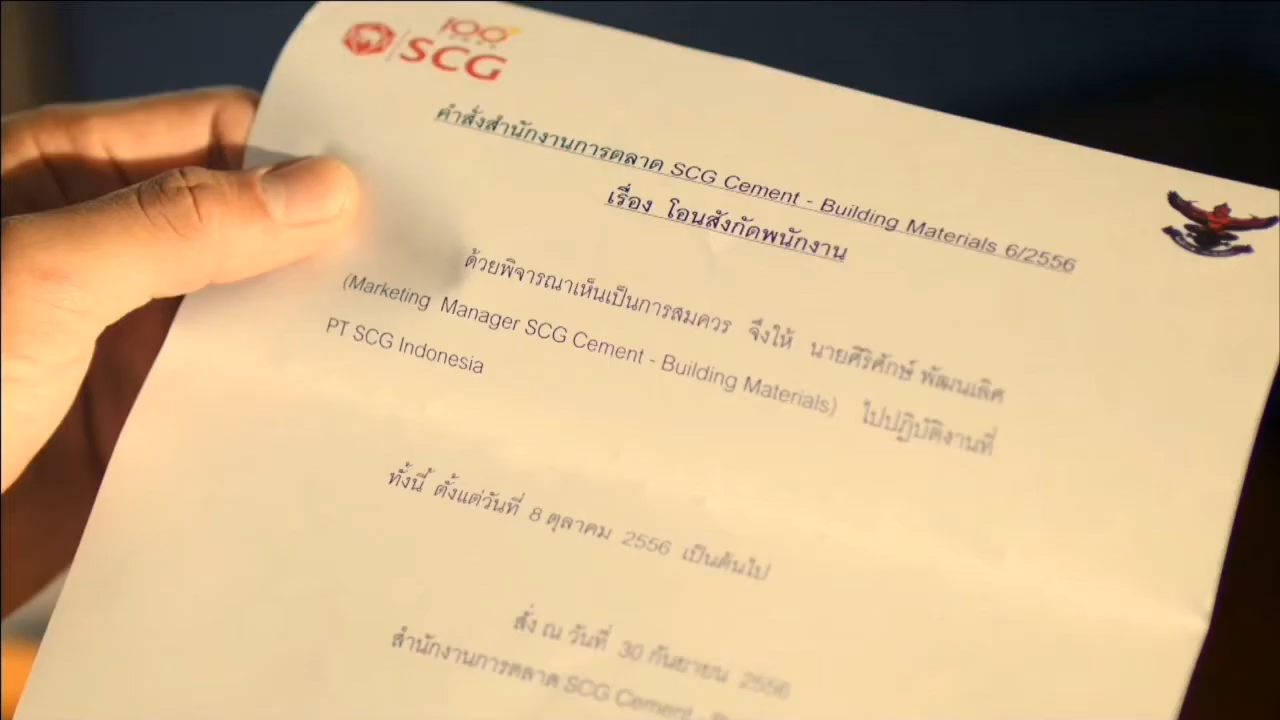 100
SCG
คำสั่งสำนักงานการตลาด SCG Cement - Building Materials 6/2556
เรื่อง โอนสังกัดพนักงาน
ด้วยพิจารณาเห็นเป็นการสมควร จึงให้ นายศิริศักษ์ พัฒนเลิศ
(Marketing Manager SCG Cement - Building Materials) ไปปฏิบัติงานที่
PT SCG Indonesia
ทั้งนี้ ตั้งแต่วันที่ 8 ตุลาคม 2556 เป็นต้นไป
สั่ง ณ วันที่ 30 กันยายน 2556
สำนักงานการตลาด SCG Cement -